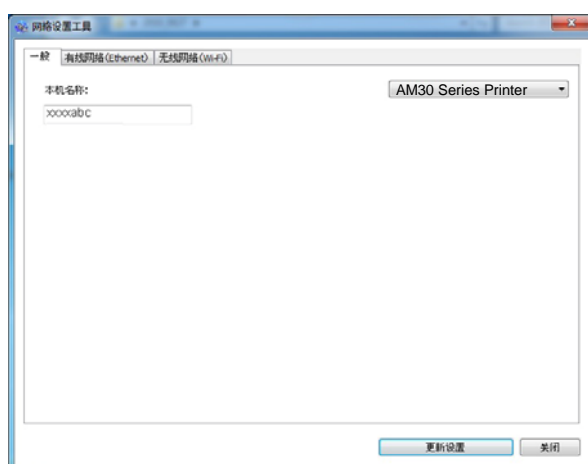 网络设置工具
一般 有线网络(Ethernet) 无线网络(Wi-Fi)
本机名称: AM30 Series Printer
xxxxabc
更新设置 关闭